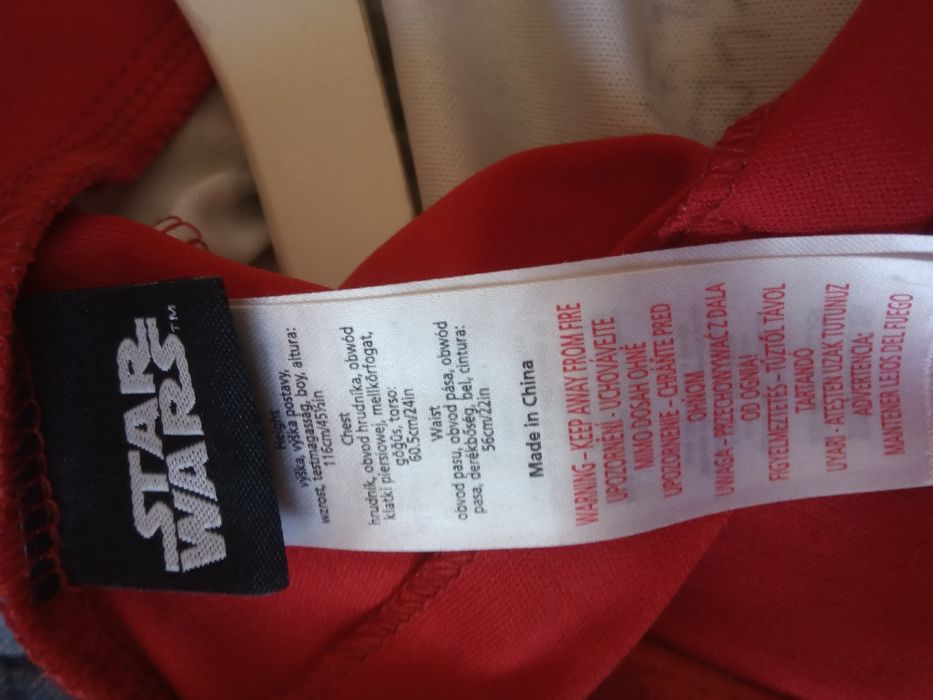 STAR
WARS™
Height
výška, výška postavy,
wzrost, testmagasság, boy, altura:
116cm/45½in
Chest
hrudník, obvod hrudníka, obwód
klatki piersiowej, mellkőrfogat,
göğüs, torso:
60.5cm/24in
Waist
obvod pasu, obvod pása, obwód
pasa, derékbőség, bel, cintura:
56cm/22in
Made in China
WARNING - KEEP AWAY FROM FIRE
UPOZORNĚNÍ - UCHOVÁVEJTE
MIMO DOSAH OHNĚ
UPOZORNENIE - CHRÁŇTE PRED
OHŇOM
UWAGA - PRZECHOWYWAĆ Z DALA
OD OGNIA!
FIGYELMEZTETÉS - TŰZTŐL TÁVOL
TARTANDÓ
UYARI - ATEŞTEN UZAK TUTUNUZ
ADVERTENCIA:
MANTENER LEJOS DEL FUEGO